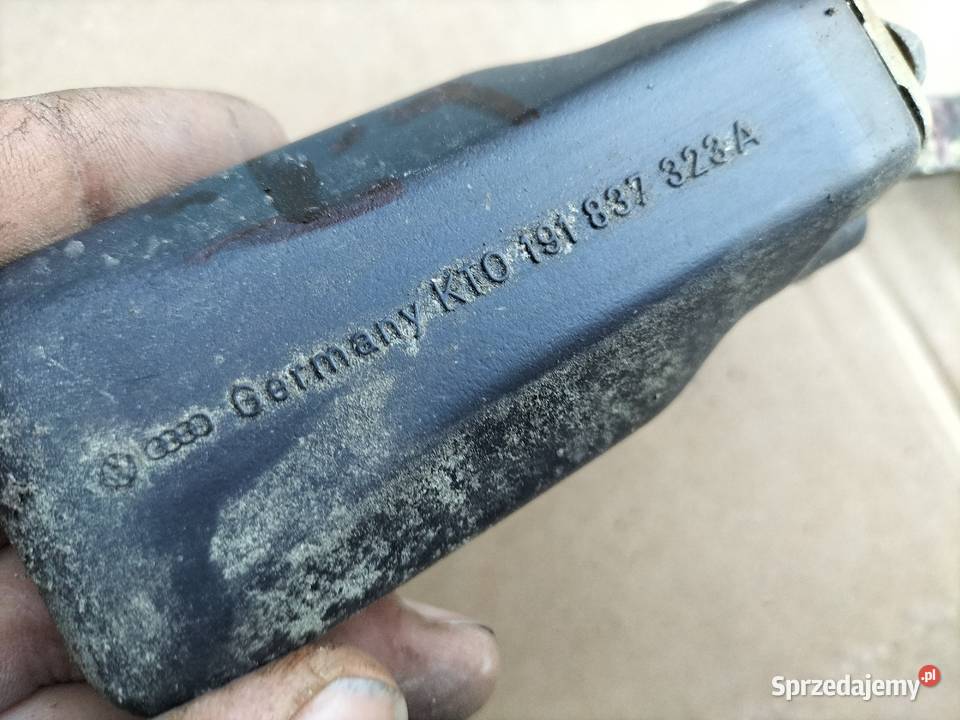 Germany KTO 191 837 323 A
Sprzedajemy.pl